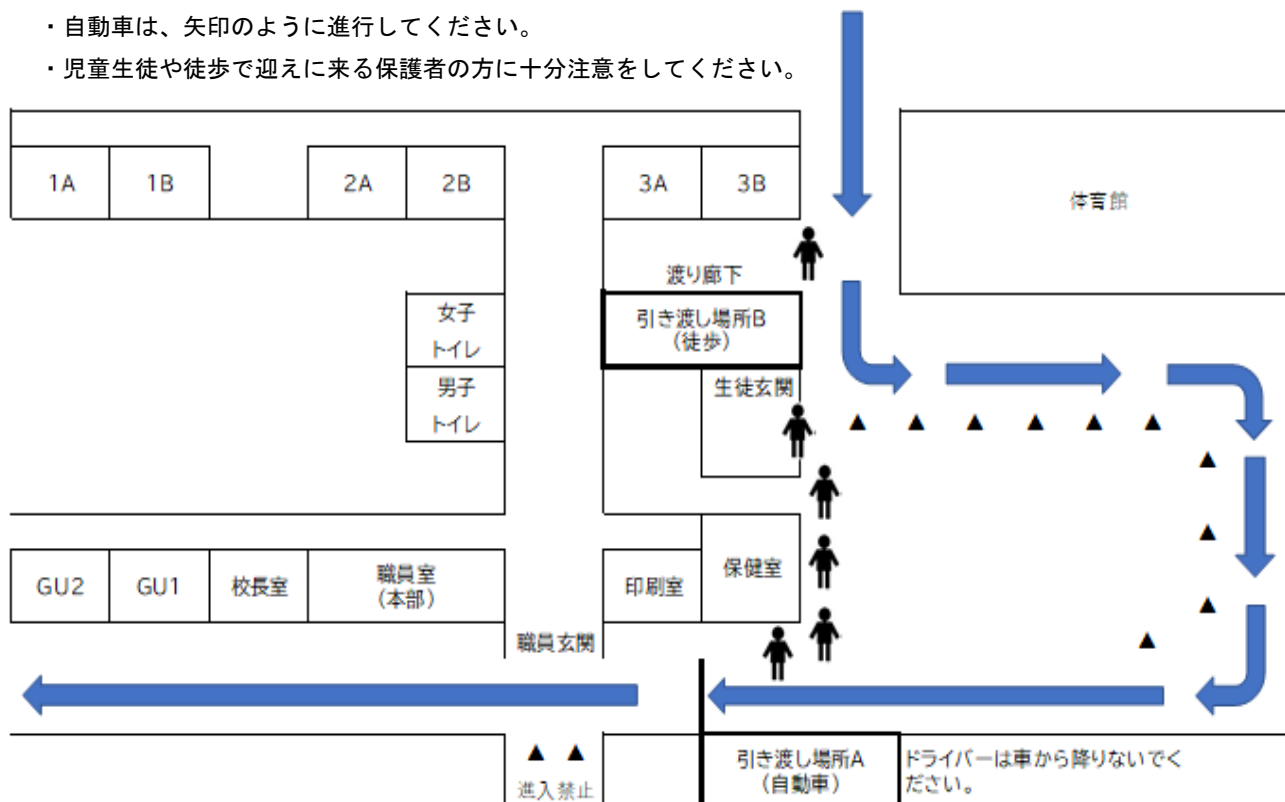 ・自動車は、矢印のように進行してください。
・児童生徒や徒歩で迎えに来る保護者の方に十分注意をしてください。
1A
1B
2A
2B
3A
3B
体育館
渡り廊下
女子
トイレ
引き渡し場所B
(徒歩)
男子
トイレ
生徒玄関
GU2
GU1
校長室
職員室
(本部)
印刷室
保健室
職員玄関
進入禁止
引き渡し場所A
(自動車)
ドライバーは車から降りないでく
ださい。